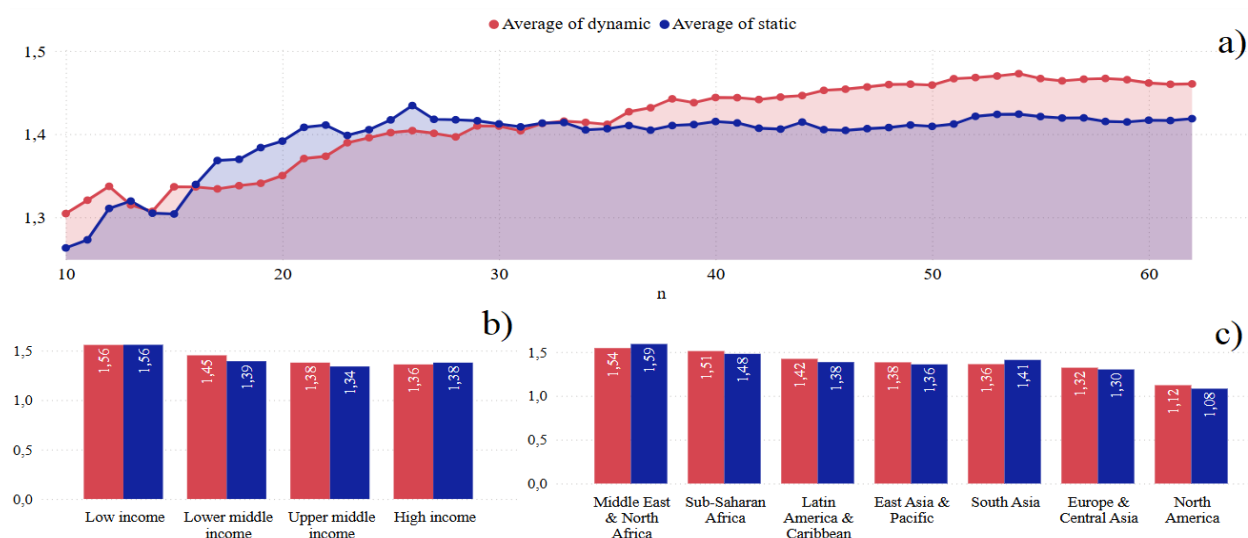 Average of dynamic Average of static
a)
1,5
1,4
1,3
10 20 30 40 50 60
n
b)
1,5
1,0
0,5
0,0
1,56 1,56 1,45 1,39 1,38 1,34 1,36 1,38
Low income Lower middle income Upper middle income High income
c)
1,5
1,0
0,5
0,0
1,54 1,59 1,51 1,48 1,42 1,38 1,38 1,36 1,36 1,41 1,32 1,30 1,12 1,08
Middle East & North Africa Sub-Saharan Africa Latin America & Caribbean East Asia & Pacific South Asia Europe & Central Asia North America